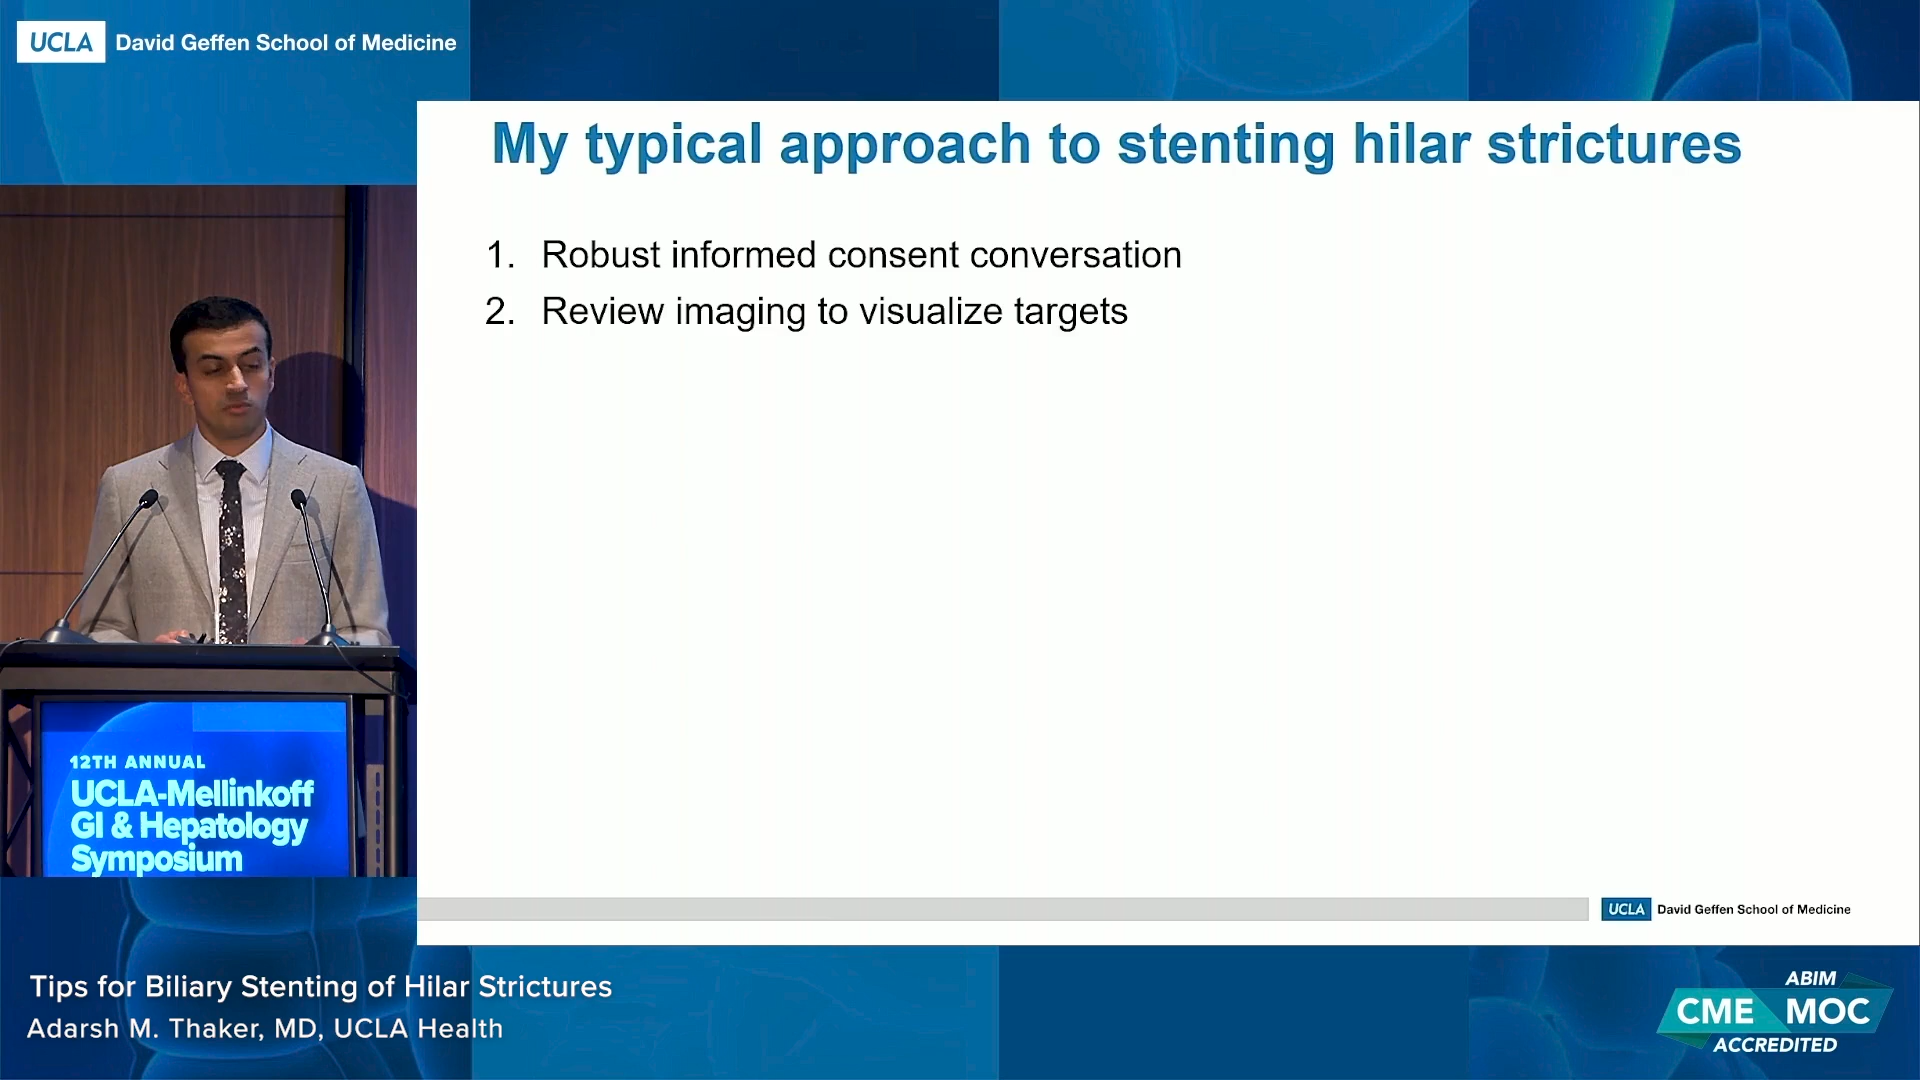 UCLA David Geffen School of Medicine
My typical approach to stenting hilar strictures
1. Robust informed consent conversation
2. Review imaging to visualize targets
12TH ANNUAL
UCLA-Mellinkoff
GI & Hepatology
Symposium
UCLA David Geffen School of Medicine
Tips for Biliary Stenting of Hilar Strictures
Adarsh M. Thaker, MD, UCLA Health
ABIM
CME MOC
ACCREDITED